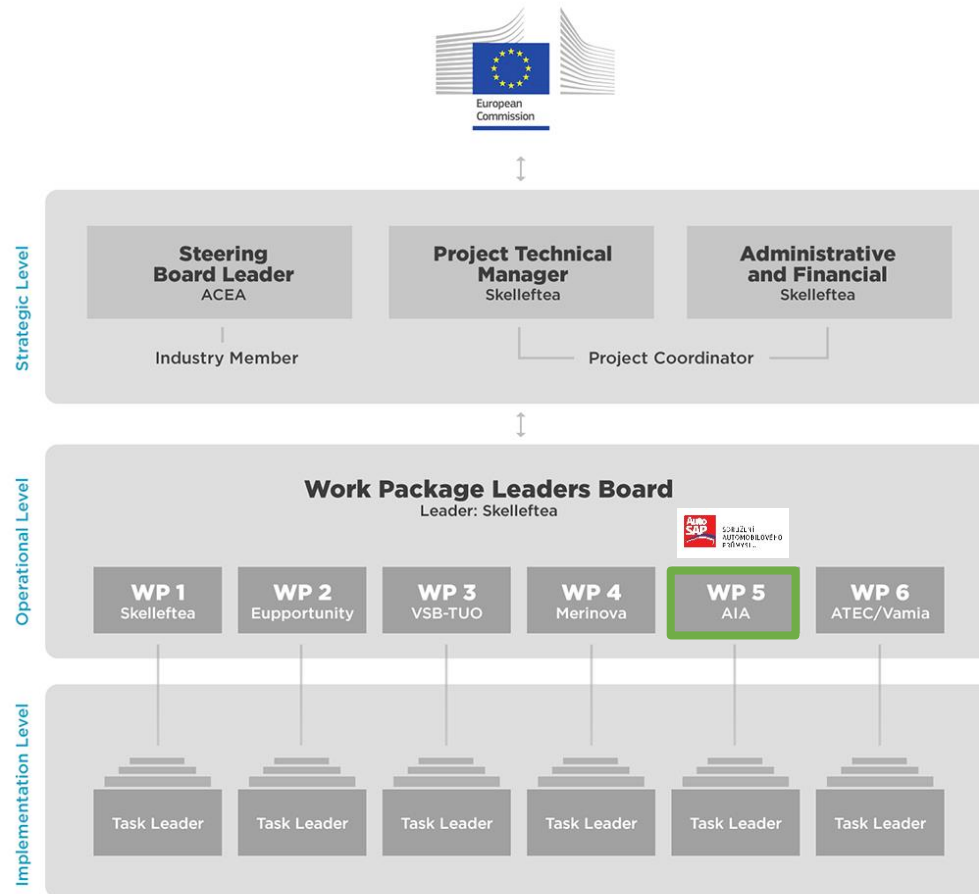 European
Commission
Strategic Level
Steering
Board Leader
ACEA
Project Technical
Manager
Skelleftea
Administrative
and Financial
Skelleftea
Industry Member
Project Coordinator
Operational Level
Work Package Leaders Board
Leader: Skelleftea
Auto
SAP
SDRUŽENÍ
AUTOMOBILOVÉHO
WP 1
Skelleftea
WP 2
Eupportunity
WP 3
VSB-TUO
WP 4
Merinova
WP 5
AIA
WP 6
ATEC/Vamia
Implementation Level
Task Leader
Task Leader
Task Leader
Task Leader
Task Leader
Task Leader